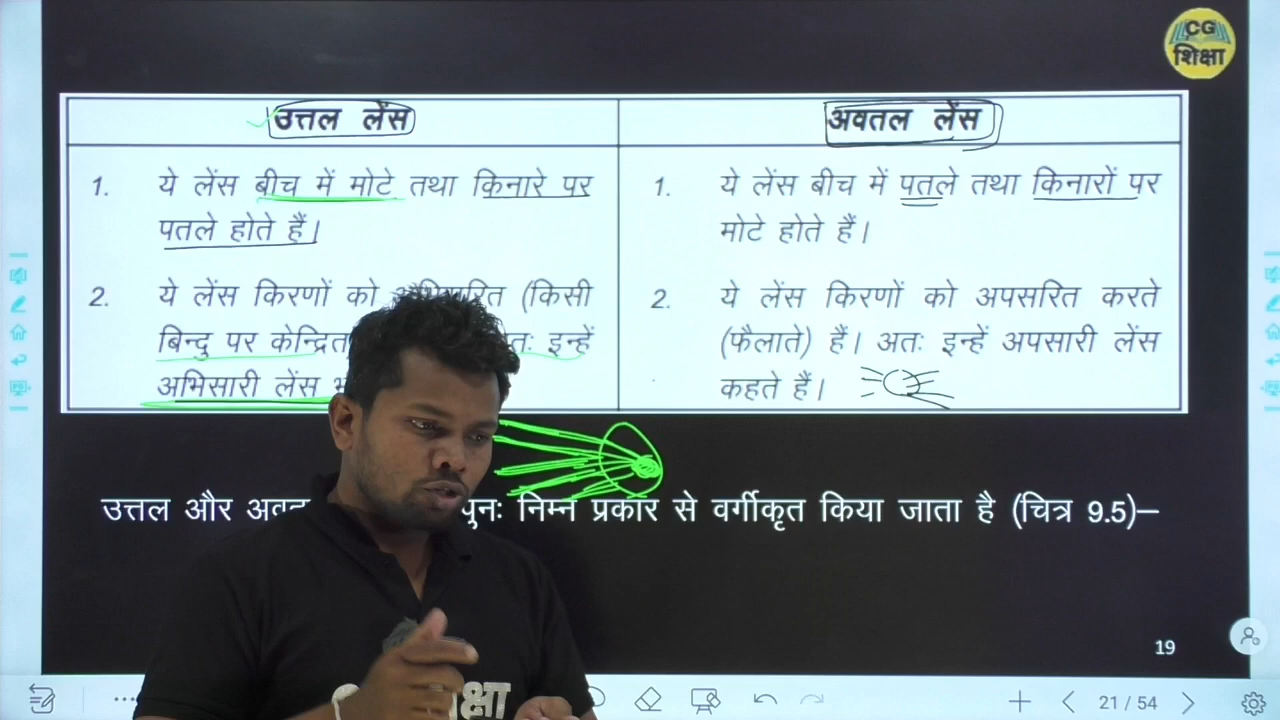 CG
शिक्षा
उत्तल लेंस
अवतल लेंस
1. ये लेंस बीच में मोटे तथा किनारे पर
पतले होते हैं।
2. ये लेंस किरणों को (किसी
बिन्दु पर केन्द्रित इन्हें
अभिसारी लेंस
1. ये लेंस बीच में पतले तथा किनारों पर
मोटे होते हैं।
2. ये लेंस किरणों को अपसरित करते
(फैलाते) हैं। अतः इन्हें अपसारी लेंस
कहते हैं।
उत्तल और पुनः निम्न प्रकार से वर्गीकृत किया जाता है (चित्र 9.5)–
19
21 / 54